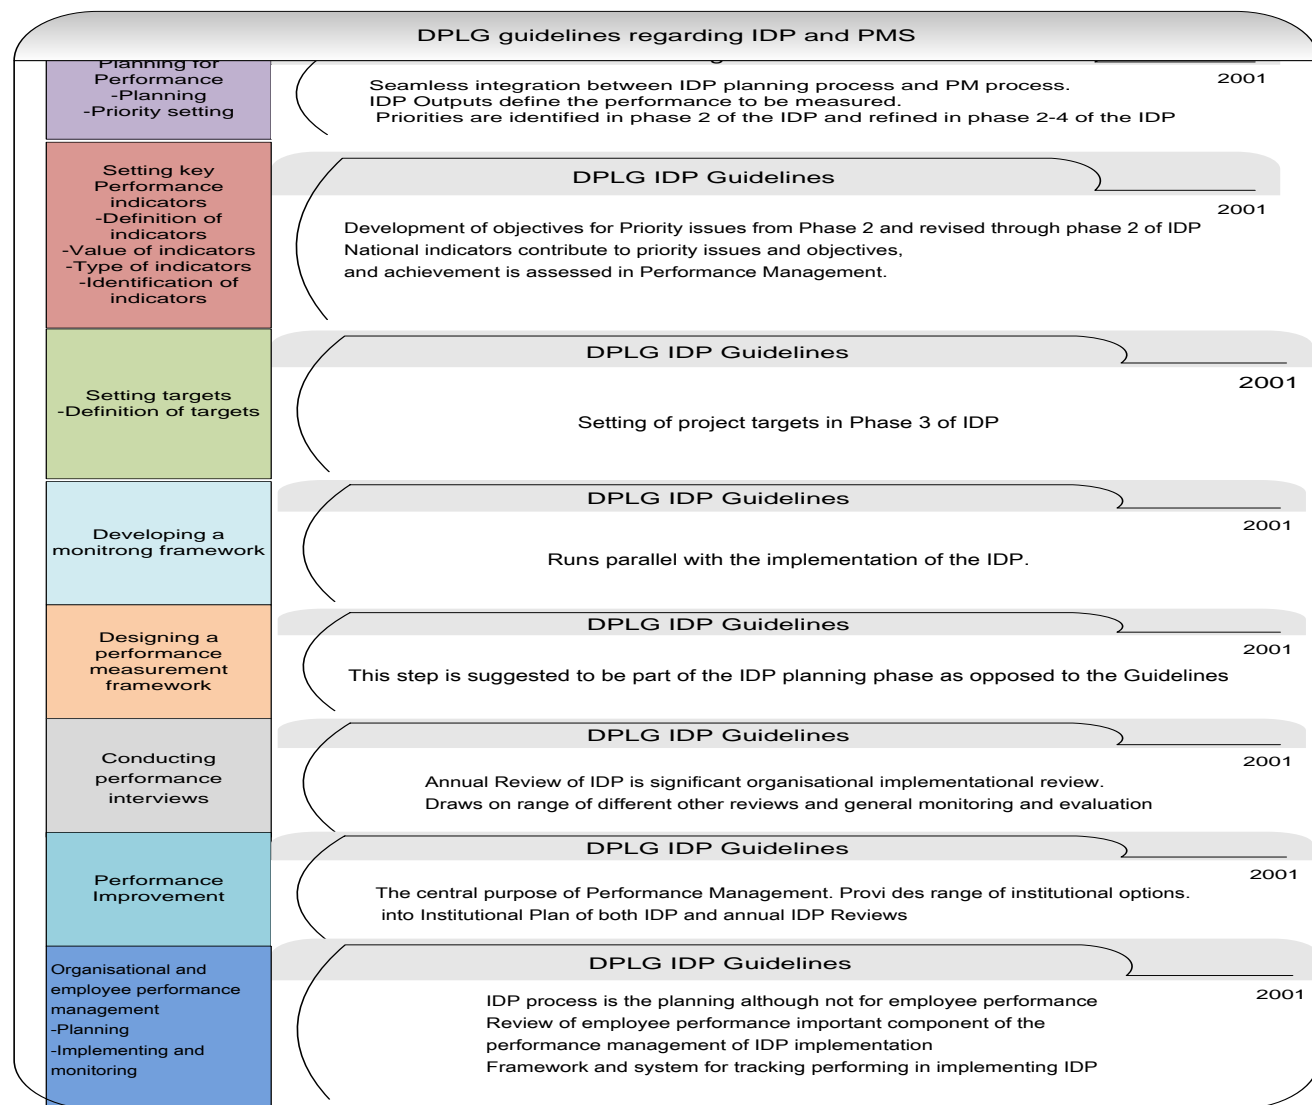 DPLG guidelines regarding IDP and PMS
Planning for
Performance
-Planning
-Priority setting
2001
Seamless integration between IDP planning process and PM process.
IDP Outputs define the performance to be measured.
Priorities are identified in phase 2 of the IDP and refined in phase 2-4 of the IDP
Setting key
Performance
indicators
-Definition of
indicators
-Value of indicators
-Type of indicators
-Identification of
indicators
DPLG IDP Guidelines
2001
Development of objectives for Priority issues from Phase 2 and revised through phase 2 of IDP
National indicators contribute to priority issues and objectives,
and achievement is assessed in Performance Management.
Setting targets
-Definition of targets
DPLG IDP Guidelines
2001
Setting of project targets in Phase 3 of IDP
Developing a
monitrong framework
DPLG IDP Guidelines
2001
Runs parallel with the implementation of the IDP.
Designing a
performance
measurement
framework
DPLG IDP Guidelines
2001
This step is suggested to be part of the IDP planning phase as opposed to the Guidelines
Conducting
performance
interviews
DPLG IDP Guidelines
2001
Annual Review of IDP is significant organisational implementational review.
Draws on range of different other reviews and general monitoring and evaluation
Performance
Improvement
DPLG IDP Guidelines
2001
The central purpose of Performance Management. Provi des range of institutional options.
into Institutional Plan of both IDP and annual IDP Reviews
Organisational and
employee performance
management
-Planning
-Implementing and
monitoring
DPLG IDP Guidelines
2001
IDP process is the planning although not for employee performance
Review of employee performance important component of the
performance management of IDP implementation
Framework and system for tracking performing in implementing IDP